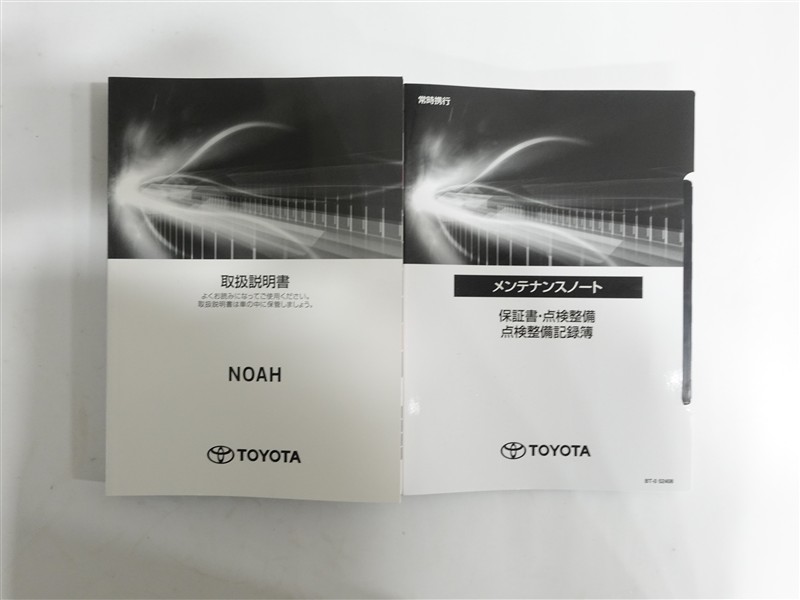 取扱説明書
よくお読みになってご使用ください。
取扱説明書は車の中に保管しましょう。
NOAH
TOYOTA
常時携行
メンテナンスノート
保証書・点検整備
点検整備記録簿
TOYOTA